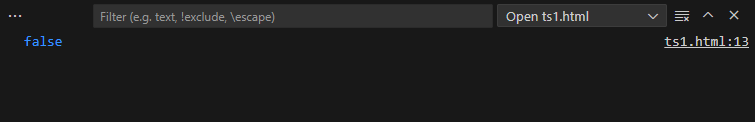 ... Filter (e.g. text, !exclude, \escape) Open ts1.html
false ts1.html:13